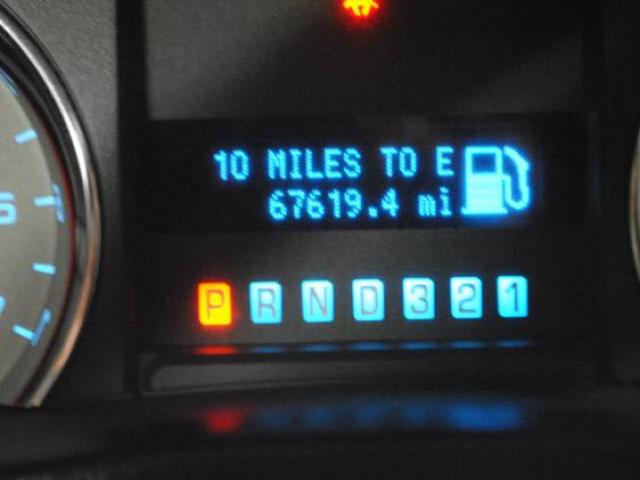 10 MILES TO E
67619.4 mi
P R N D 3 2 1